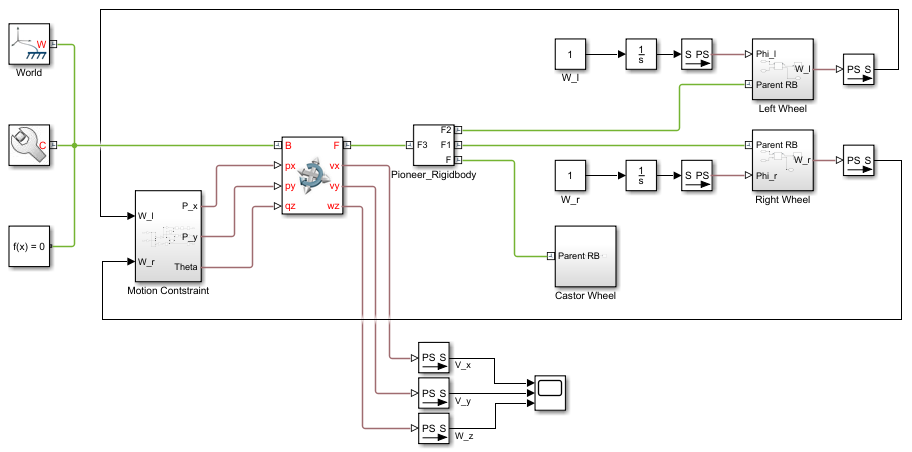 W
World
C
f(x) = 0
W_l
W_r
P_x
P_y
Theta
Motion Contstraint
B
px
py
qz
F
vx
vy
wz
F3
F2
F1
F
Pioneer_Rigidbody
1
W_l
1
s
S PS
Phi_l
Parent RB
W_l
Left Wheel
PS S
1
W_r
1
s
S PS
Parent RB
Phi_r
W_r
Right Wheel
PS S
Parent RB
Castor Wheel
PS S
V_x
PS S
V_y
PS S
W_z